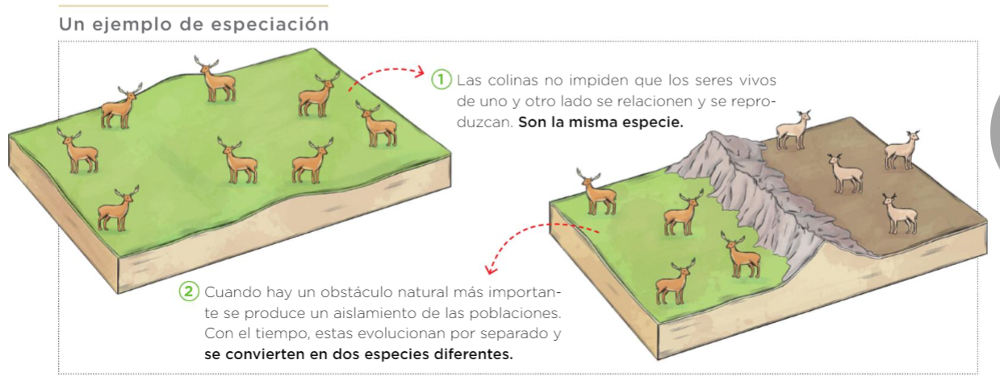 Un ejemplo de especiación
1 Las colinas no impiden que los seres vivos
de uno y otro lado se relacionen y se repro-
duzcan. Son la misma especie.
2 Cuando hay un obstáculo natural más importan-
te se produce un aislamiento de las poblaciones.
Con el tiempo, estas evolucionan por separado y
se convierten en dos especies diferentes.